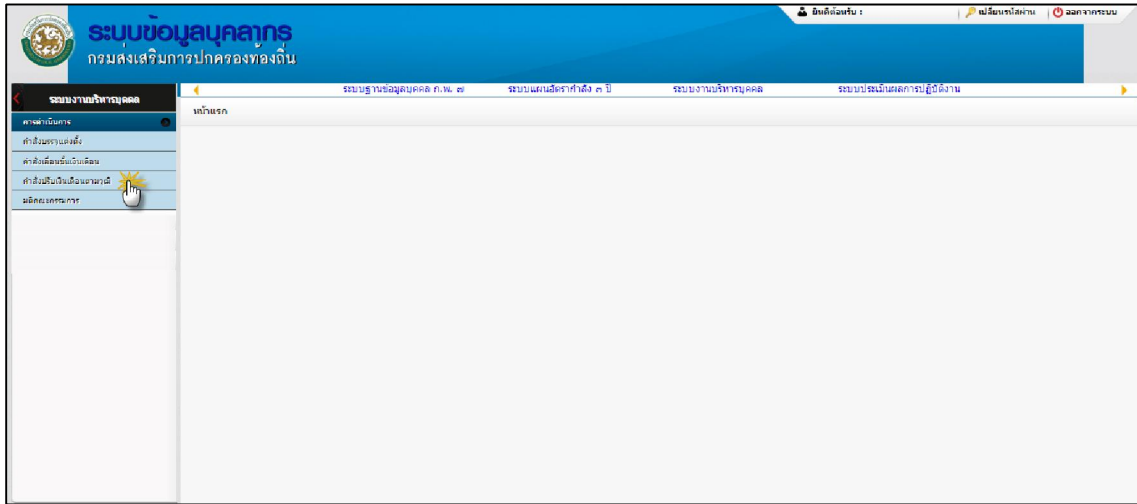 ยินดีต้อนรับ : เปลี่ยนรหัสผ่าน ออกจากระบบ
ระบบข้อมูลบุคลากร
กรมส่งเสริมการปกครองท้องถิ่น
ระบบงานบริหารบุคคล
ระบบฐานข้อมูลบุคคล ก.พ. ๗ ระบบแผนอัตรากำลัง ๓ ปี ระบบงานบริหารบุคคล ระบบประเมินผลการปฏิบัติงาน
หน้าแรก
การดำเนินการ
คำสั่งบรรจุแต่งตั้ง
คำสั่งเลื่อนขั้นเงินเดือน
คำสั่งปรับเงินเดือนตามวุฒิ
มติคณะกรรมการ